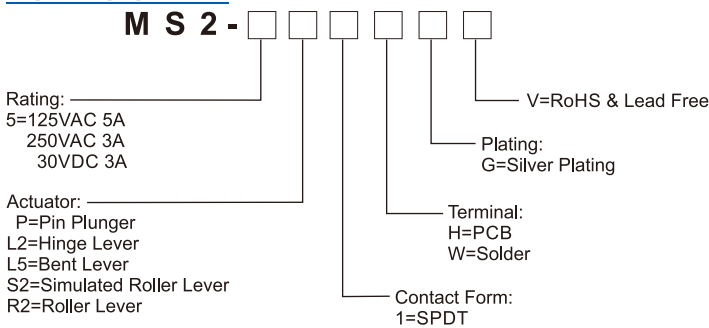 MS2-
Rating:
5=125VAC 5A
250VAC 3A
30VDC 3A
Actuator:
P=Pin Plunger
L2=Hinge Lever
L5=Bent Lever
S2=Simulated Roller Lever
R2=Roller Lever
V=RoHS & Lead Free
Plating:
G=Silver Plating
Terminal:
H=PCB
W=Solder
Contact Form:
1=SPDT